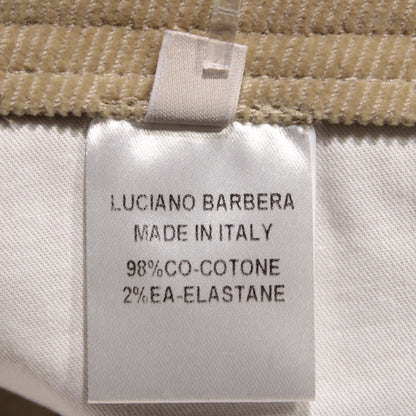 LUCIANO BARBERA
MADE IN ITALY
98%CO-COTONE
2%EA-ELASTANE